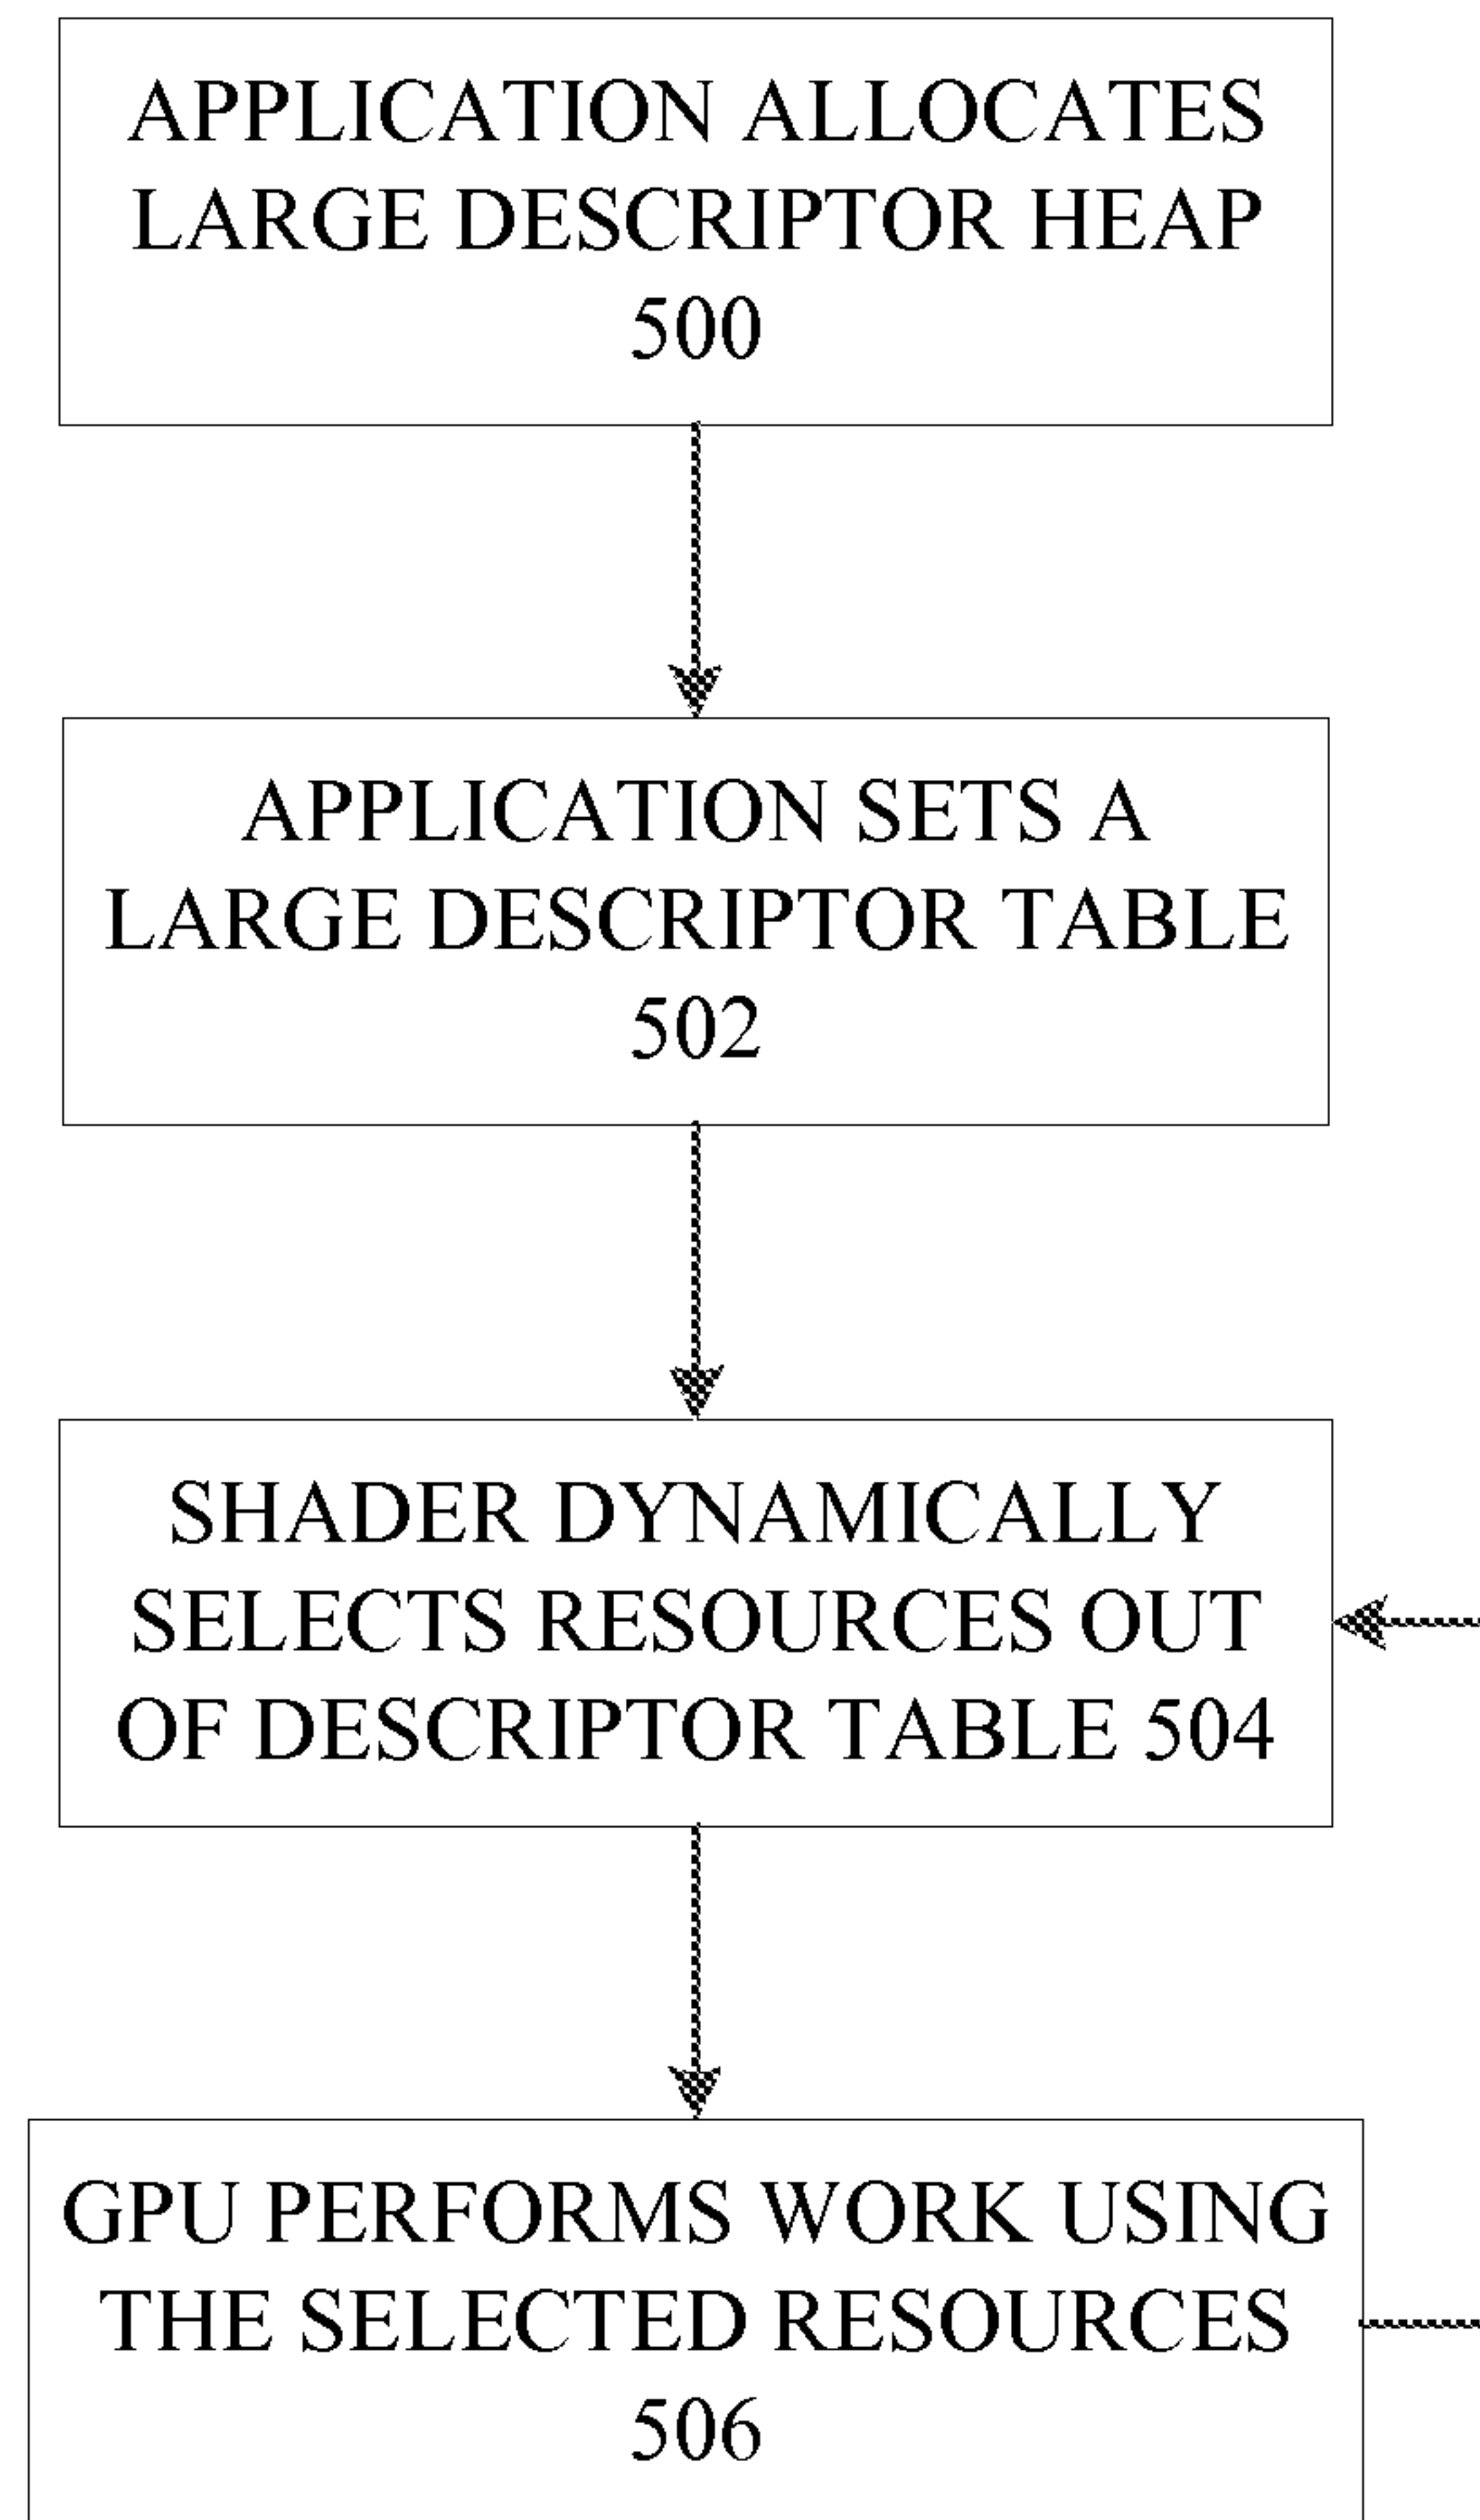 APPLICATION ALLOCATES
LARGE DESCRIPTOR HEAP
500
APPLICATION SETS A
LARGE DESCRIPTOR TABLE
502
SHADER DYNAMICALLY
SELECTS RESOURCES OUT
OF DESCRIPTOR TABLE 504
GPU PERFORMS WORK USING
THE SELECTED RESOURCES
506